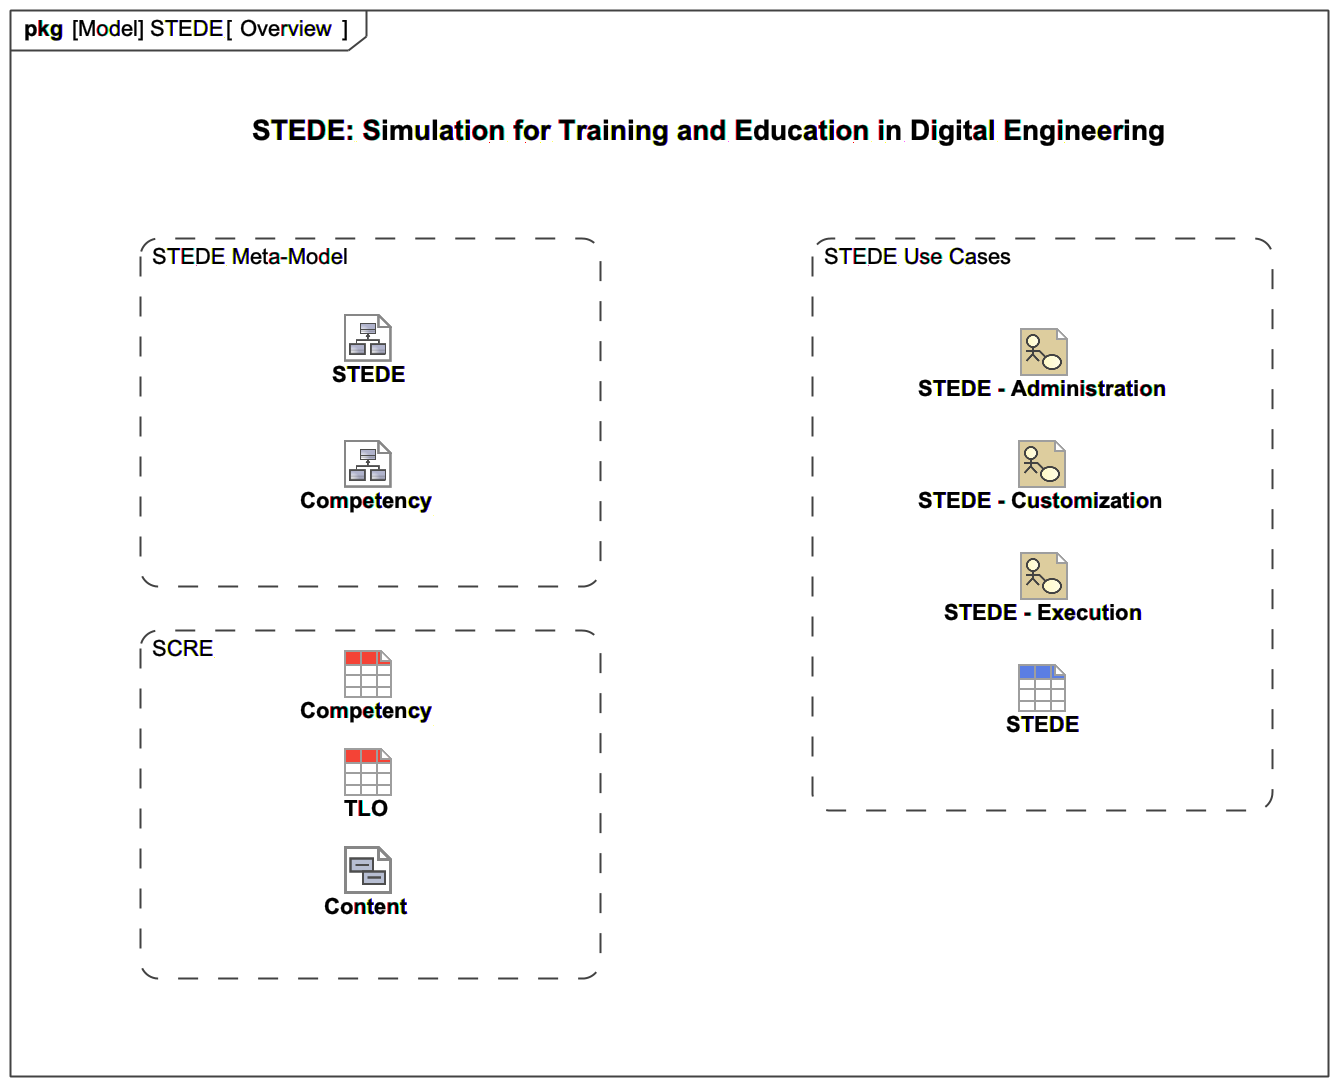 pkg [Model] STEDE[ Overview ]
STEDE: Simulation for Training and Education in Digital Engineering
STEDE Meta-Model
STEDE
Competency
SCRE
Competency
TLO
Content
STEDE Use Cases
STEDE - Administration
STEDE - Customization
STEDE - Execution
STEDE